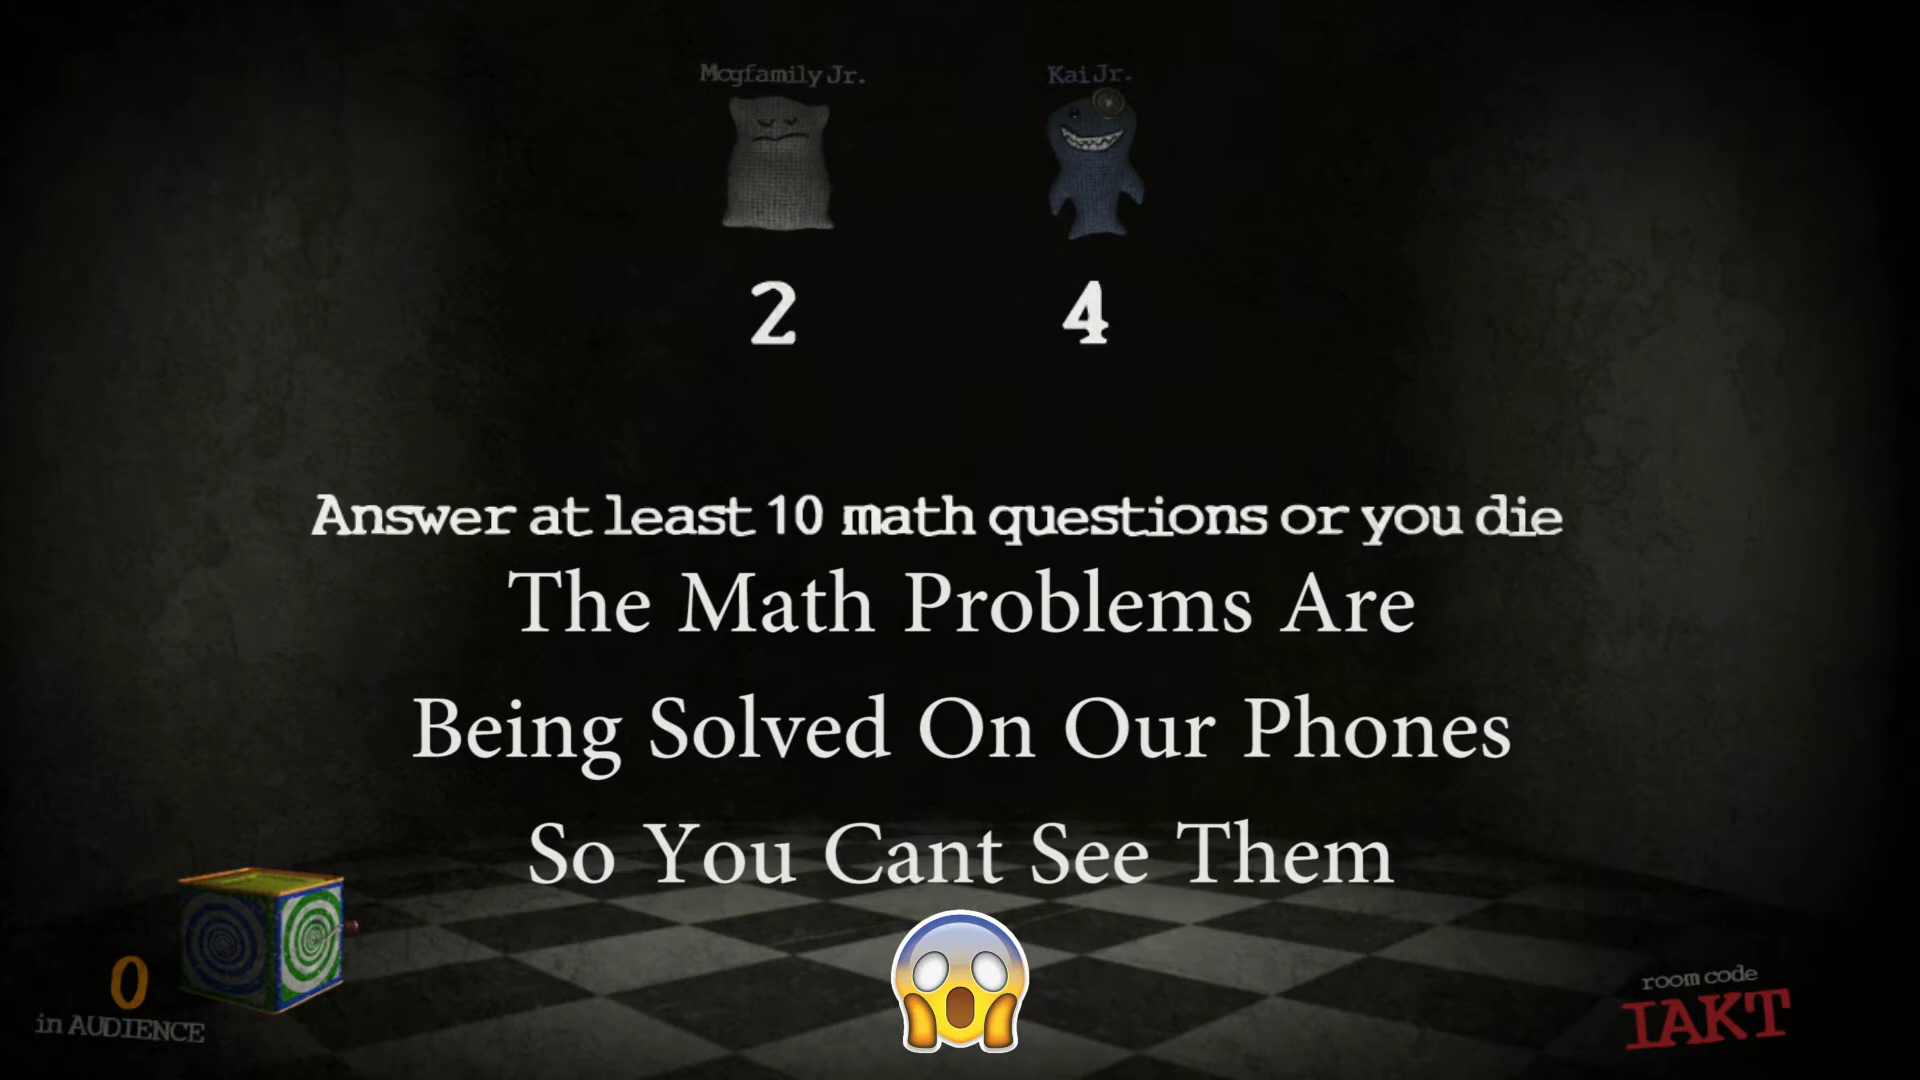 Mogfamily Jr.
Kai Jr.
2
4
Answer at least 10 math questions or you die
The Math Problems Are
Being Solved On Our Phones
So You Cant See Them
0
in AUDIENCE
room code
IAKT